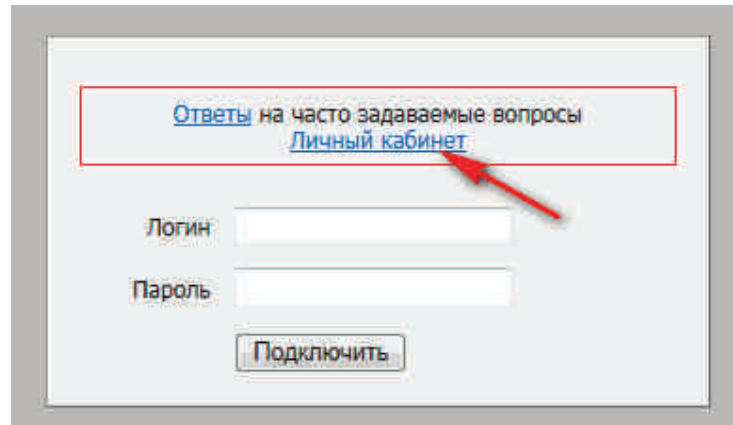 Ответы на часто задаваемые вопросы
Личный кабинет
Логин
Пароль
Подключить